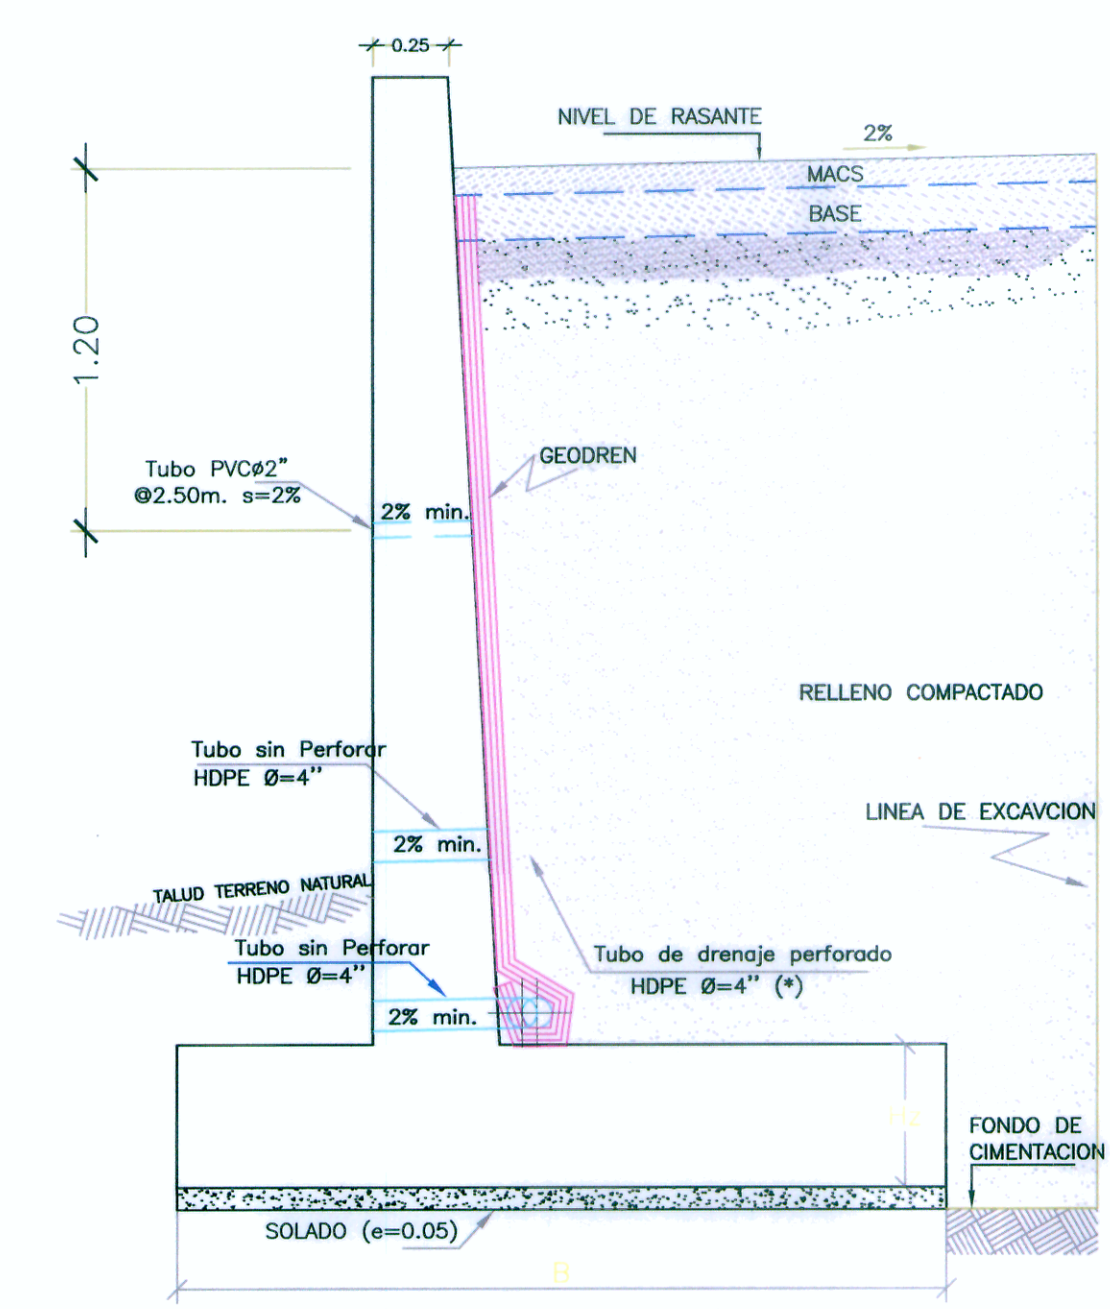 0.25
NIVEL DE RASANTE
2%
MACS
BASE
1.20
GEODREN
Tubo PVCø2”
@2.50m. s=2%
2% min.
RELLENO COMPACTADO
Tubo sin Perforar
HDPE Ø=4”
LINEA DE EXCAVCION
2% min.
TALUD TERRENO NATURAL
Tubo sin Perforar
HDPE Ø=4”
Tubo de drenaje perforado
HDPE Ø=4” (*)
2% min.
Hz
FONDO DE
CIMENTACION
SOLADO (e=0.05)
B